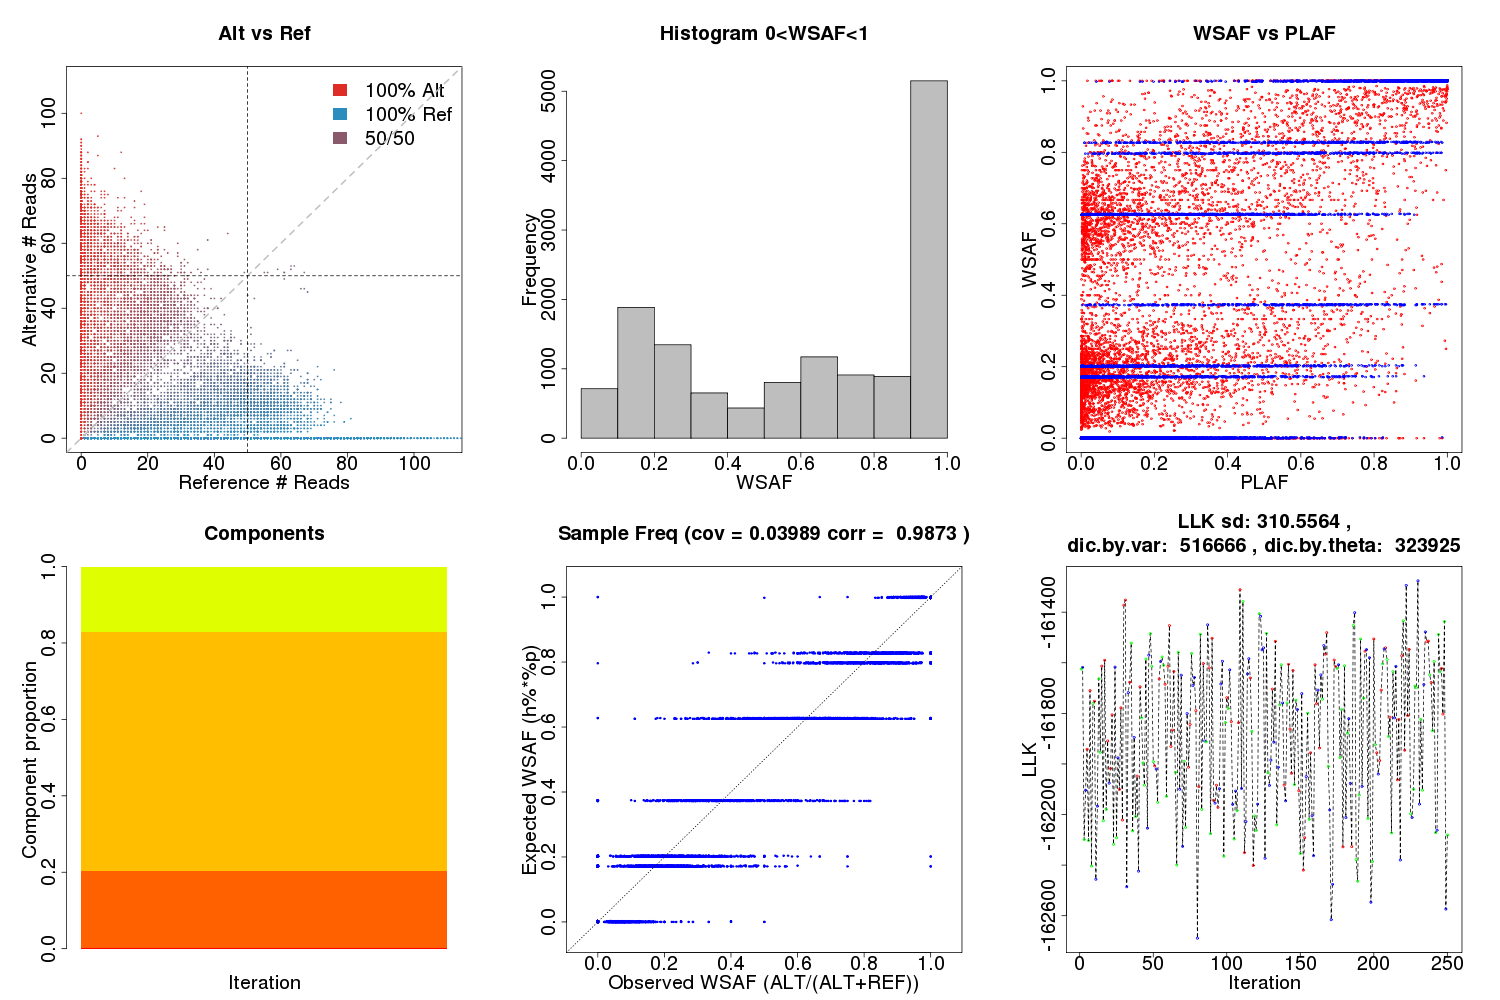 Alt vs Ref
100% Alt
100% Ref
50/50
Alternative # Reads
0 20 40 60 80 100
0 20 40 60 80 100
Reference # Reads
Histogram 0<WSAF<1
Frequency
0 1000 2000 3000 4000 5000
0.0 0.2 0.4 0.6 0.8 1.0
WSAF
WSAF vs PLAF
WSAF
0.0 0.2 0.4 0.6 0.8 1.0
0.0 0.2 0.4 0.6 0.8 1.0
PLAF
Components
Component proportion
0.0 0.2 0.4 0.6 0.8 1.0
Iteration
Sample Freq (cov = 0.03989 corr = 0.9873 )
Expected WSAF (h%*%p)
0.0 0.2 0.4 0.6 0.8 1.0
0.0 0.2 0.4 0.6 0.8 1.0
Observed WSAF (ALT/(ALT+REF))
LLK sd: 310.5564 ,
dic.by.var: 516666 , dic.by.theta: 323925
LLK
-162600 -162200 -161800 -161400
0 50 100 150 200 250
Iteration